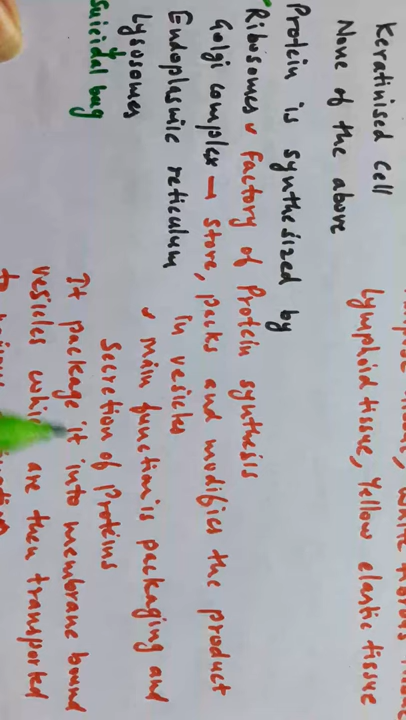 Lymphoid tissue, Yellow elastic tissue
Keratinised cell
None of the above
Protein is synthesized by
Ribosomes ✓ Factory of Protein synthesis
Golgi complex → store, packs and modifies the product
in vesicles
Endoplasmic reticulum ✓ main function is packaging and
secretion of Proteins
Lysosomes
It package it into membrane bound
vesicles are then transported
Suicidal bag